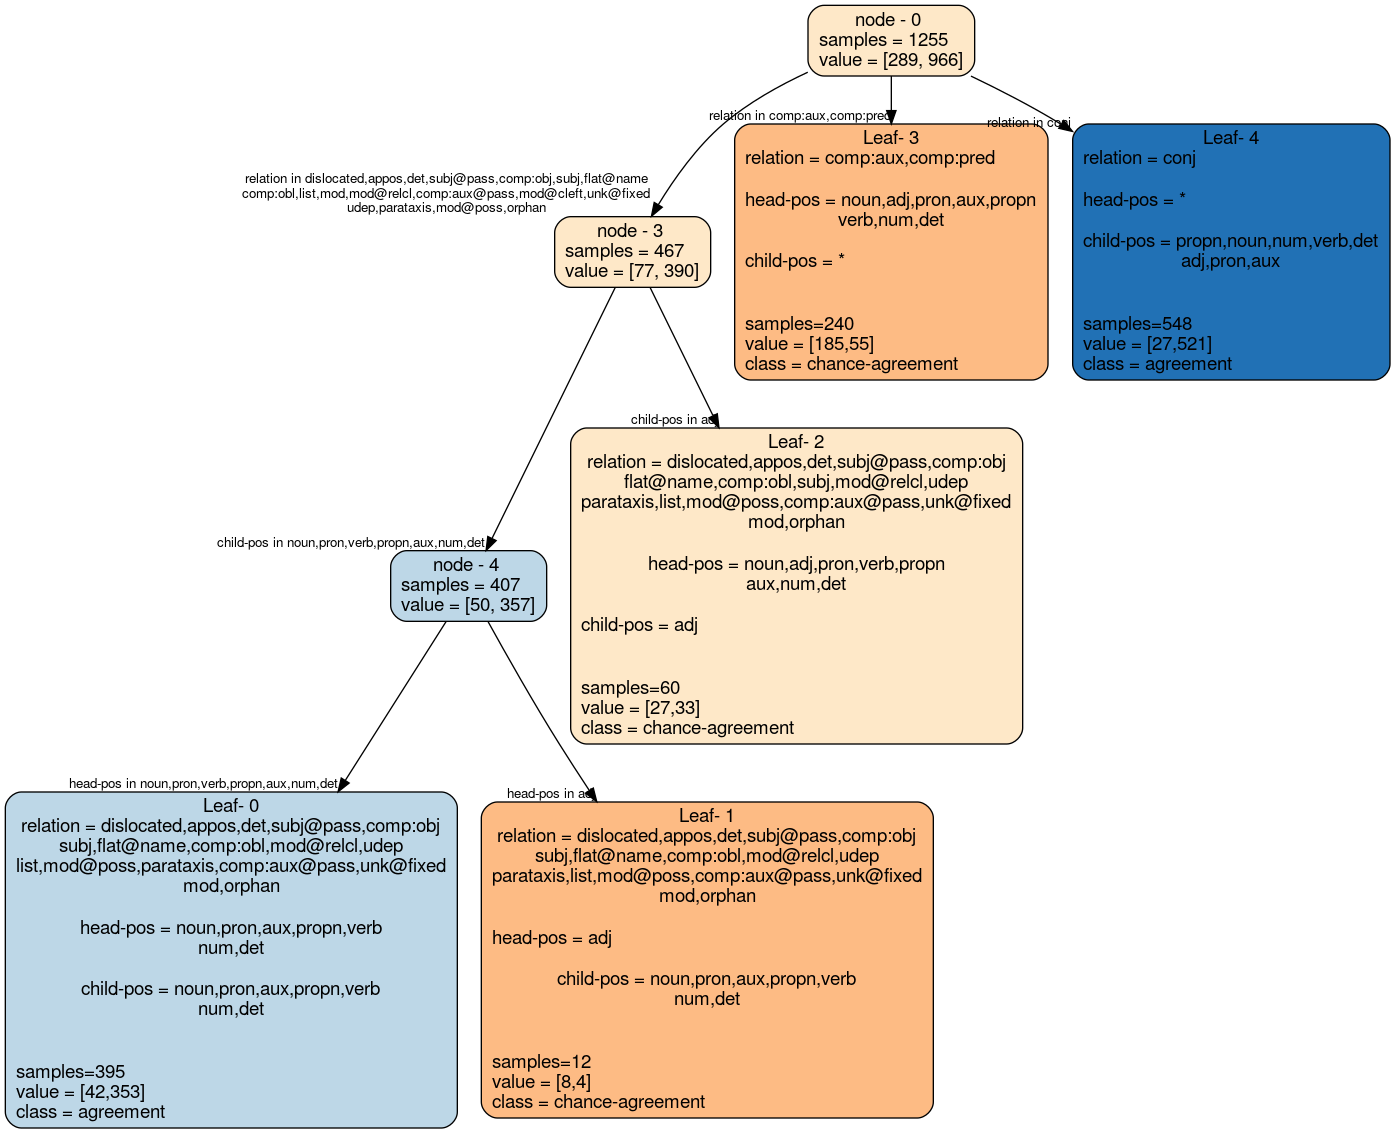 node - 0
samples = 1255
value = [289, 966]
relation in comp:aux,comp:pred
relation in conj
Leaf- 3
relation = comp:aux,comp:pred
head-pos = noun,adj,pron,aux,propn
verb,num,det
child-pos = *
samples=240
value = [185,55]
class = chance-agreement
Leaf- 4
relation = conj
head-pos = *
child-pos = propn,noun,num,verb,det
adj,pron,aux
samples=548
value = [27,521]
class = agreement
relation in dislocated,appos,det,subj@pass,comp:obj,subj,flat@name
comp:obl,list,mod,mod@relcl,comp:aux@pass,mod@cleft,unk@fixed
udep,parataxis,mod@poss,orphan
node - 3
samples = 467
value = [77, 390]
child-pos in adj
Leaf- 2
relation = dislocated,appos,det,subj@pass,comp:obj
flat@name,comp:obl,subj,mod@relcl,udep
parataxis,list,mod@poss,comp:aux@pass,unk@fixed
mod,orphan
head-pos = noun,adj,pron,verb,propn
aux,num,det
child-pos = adj
samples=60
value = [27,33]
class = chance-agreement
child-pos in noun,pron,verb,propn,aux,num,det
node - 4
samples = 407
value = [50, 357]
head-pos in noun,pron,verb,propn,aux,num,det
head-pos in adj
Leaf- 0
relation = dislocated,appos,det,subj@pass,comp:obj
subj,flat@name,comp:obl,mod@relcl,udep
list,mod@poss,parataxis,comp:aux@pass,unk@fixed
mod,orphan
head-pos = noun,pron,aux,propn,verb
num,det
child-pos = noun,pron,aux,propn,verb
num,det
samples=395
value = [42,353]
class = agreement
Leaf- 1
relation = dislocated,appos,det,subj@pass,comp:obj
subj,flat@name,comp:obl,mod@relcl,udep
parataxis,list,mod@poss,comp:aux@pass,unk@fixed
mod,orphan
head-pos = adj
child-pos = noun,pron,aux,propn,verb
num,det
samples=12
value = [8,4]
class = chance-agreement